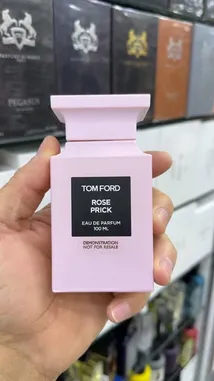 PEGASUS
TOM FORD
ROSE
PRICK
EAU DE PARFUM
100 ML
DEMONSTRATION
NOT FOR RESALE